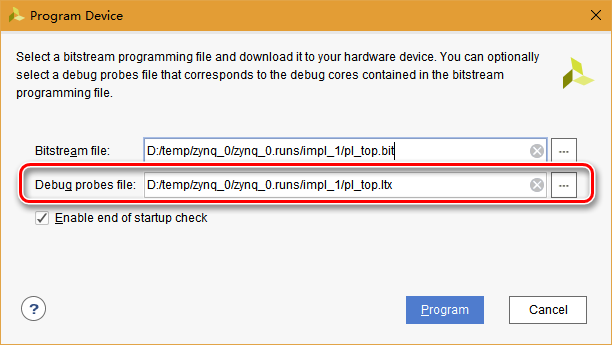 Program Device
Select a bitstream programming file and download it to your hardware device. You can optionally
select a debug probes file that corresponds to the debug cores contained in the bitstream
programming file.
Bitstream file: D:/temp/zynq_0/zynq_0.runs/impl_1/pl_top.bit ...
Debug probes file: D:/temp/zynq_0/zynq_0.runs/impl_1/pl_top.ltx ...
Enable end of startup check
? Program Cancel